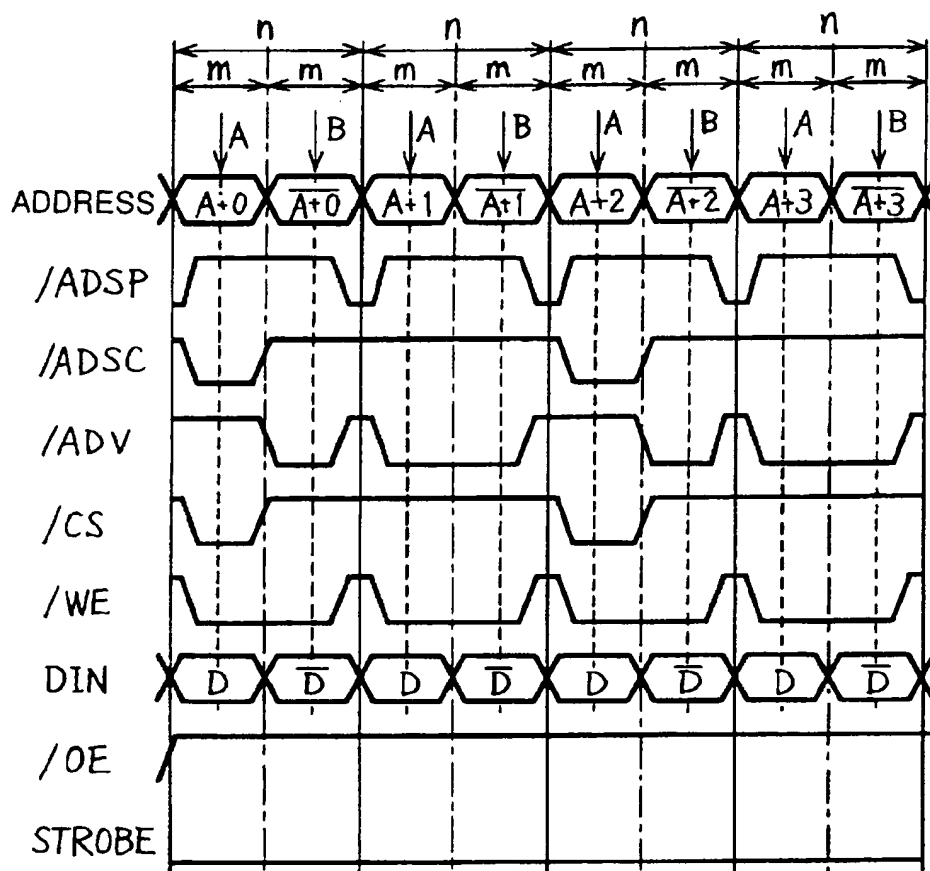 n n n n
m m m m m m m m
A B A B A B A B
ADDRESS A+0 A̅+̅0̅ A+1 A̅+̅1̅ A+2 A̅+̅2̅ A+3 A̅+̅3̅
/ADSP
/ADSC
/ADV
/CS
/WE
DIN D D̅ D D̅ D D̅ D D̅
/OE
STROBE